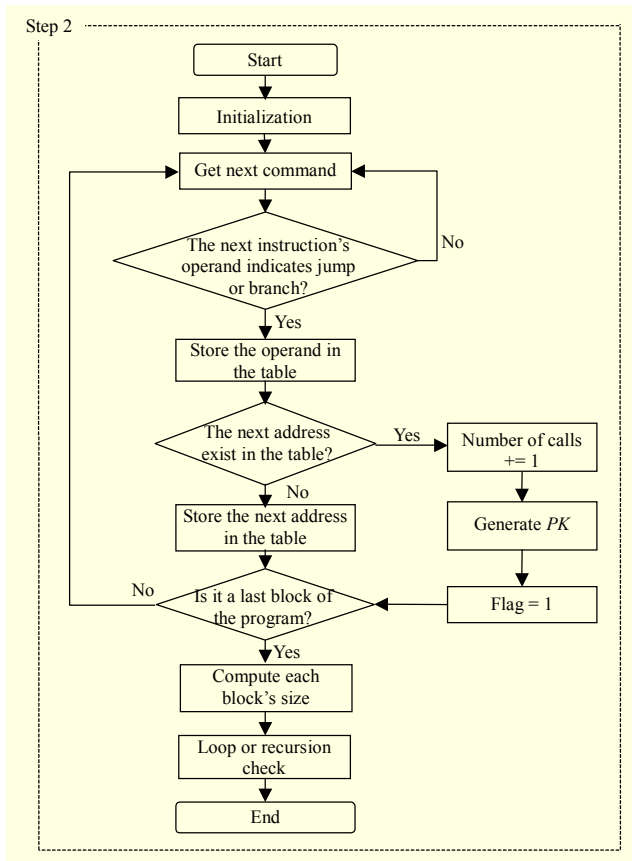 Step 2
Start
Initialization
Get next command
The next instruction's
operand indicates jump
or branch?
No
Yes
Store the operand in
the table
The next address
exist in the table?
Yes
Number of calls
+= 1
No
Store the next address
in the table
Generate PK
Is it a last block of
the program?
No
Flag = 1
Yes
Compute each
block's size
Loop or recursion
check
End